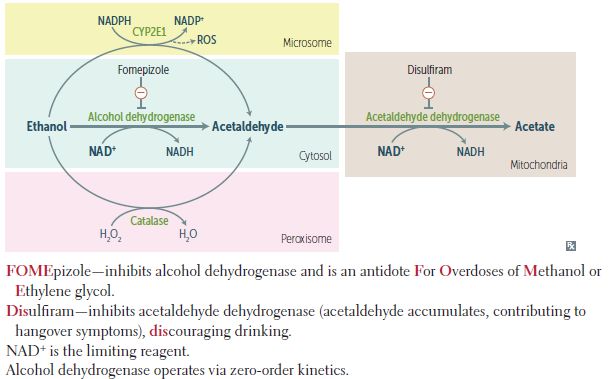 NADPH NADP+
CYP2E1
ROS
Microsome
Fomepizole
Disulfiram
Alcohol dehydrogenase
Acetaldehyde dehydrogenase
Ethanol
Acetaldehyde
Acetate
NAD+ NADH
NAD+ NADH
Cytosol
Mitochondria
Catalase
H₂O₂ H₂O
Peroxisome
Rx
FOMEpizole—inhibits alcohol dehydrogenase and is an antidote For Overdoses of Methanol or
Ethylene glycol.
Disulfiram—inhibits acetaldehyde dehydrogenase (acetaldehyde accumulates, contributing to
hangover symptoms), discouraging drinking.
NAD+ is the limiting reagent.
Alcohol dehydrogenase operates via zero-order kinetics.